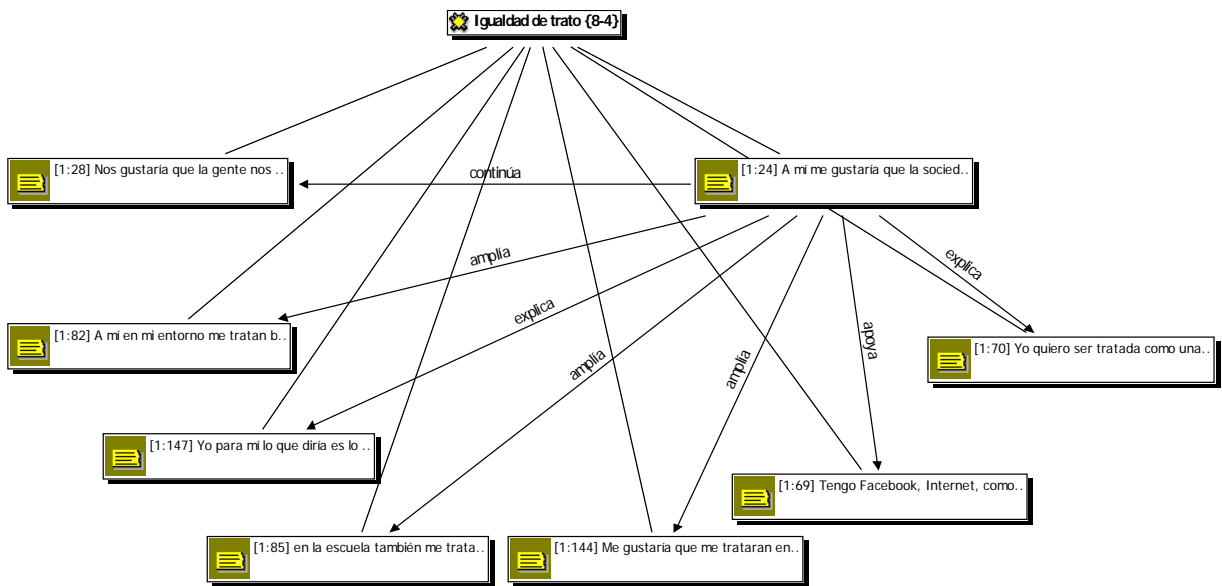 Igualdad de trato {8-4}
[1:28] Nos gustaría que la gente nos ..
continúa
[1:24] A mí me gustaría que la socied..
amplía
explica
explica
[1:82] A mí en mi entorno me tratan b..
amplía
amplía
apoya
[1:70] Yo quiero ser tratada como una..
[1:147] Yo para mí lo que diría es lo ..
[1:69] Tengo Facebook, Internet, como..
[1:85] en la escuela también me trata..
[1:144] Me gustaría que me trataran en..